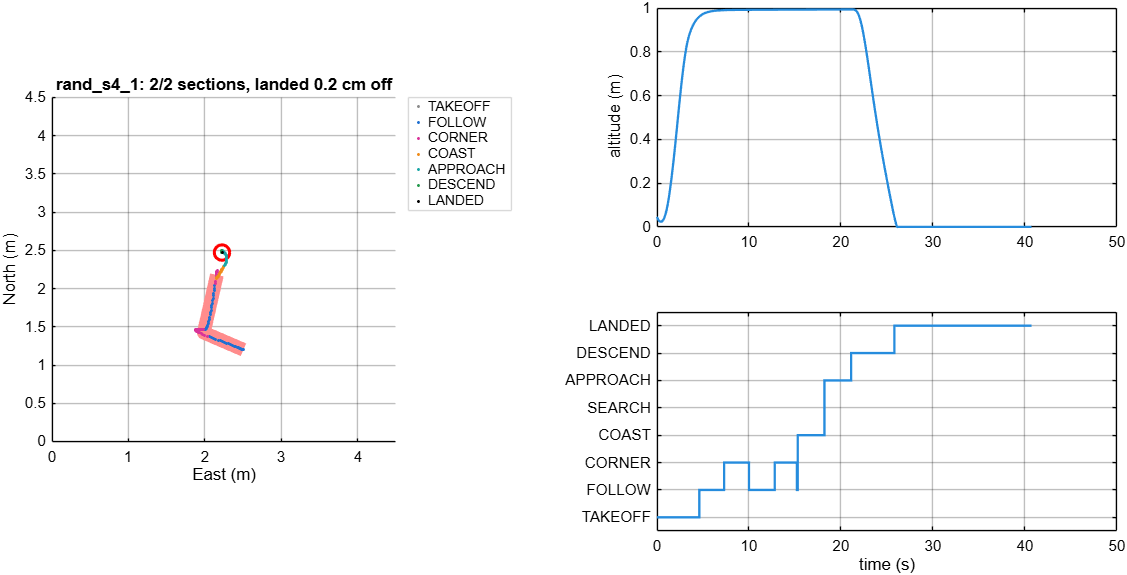 rand_s4_1: 2/2 sections, landed 0.2 cm off
4.5
4
3.5
3
2.5
2
1.5
1
0.5
0
North (m)
0
1
2
3
4
East (m)
TAKEOFF
FOLLOW
CORNER
COAST
APPROACH
DESCEND
LANDED
1
0.8
0.6
0.4
0.2
0
altitude (m)
0
10
20
30
40
50
LANDED
DESCEND
APPROACH
SEARCH
COAST
CORNER
FOLLOW
TAKEOFF
0
10
20
30
40
50
time (s)